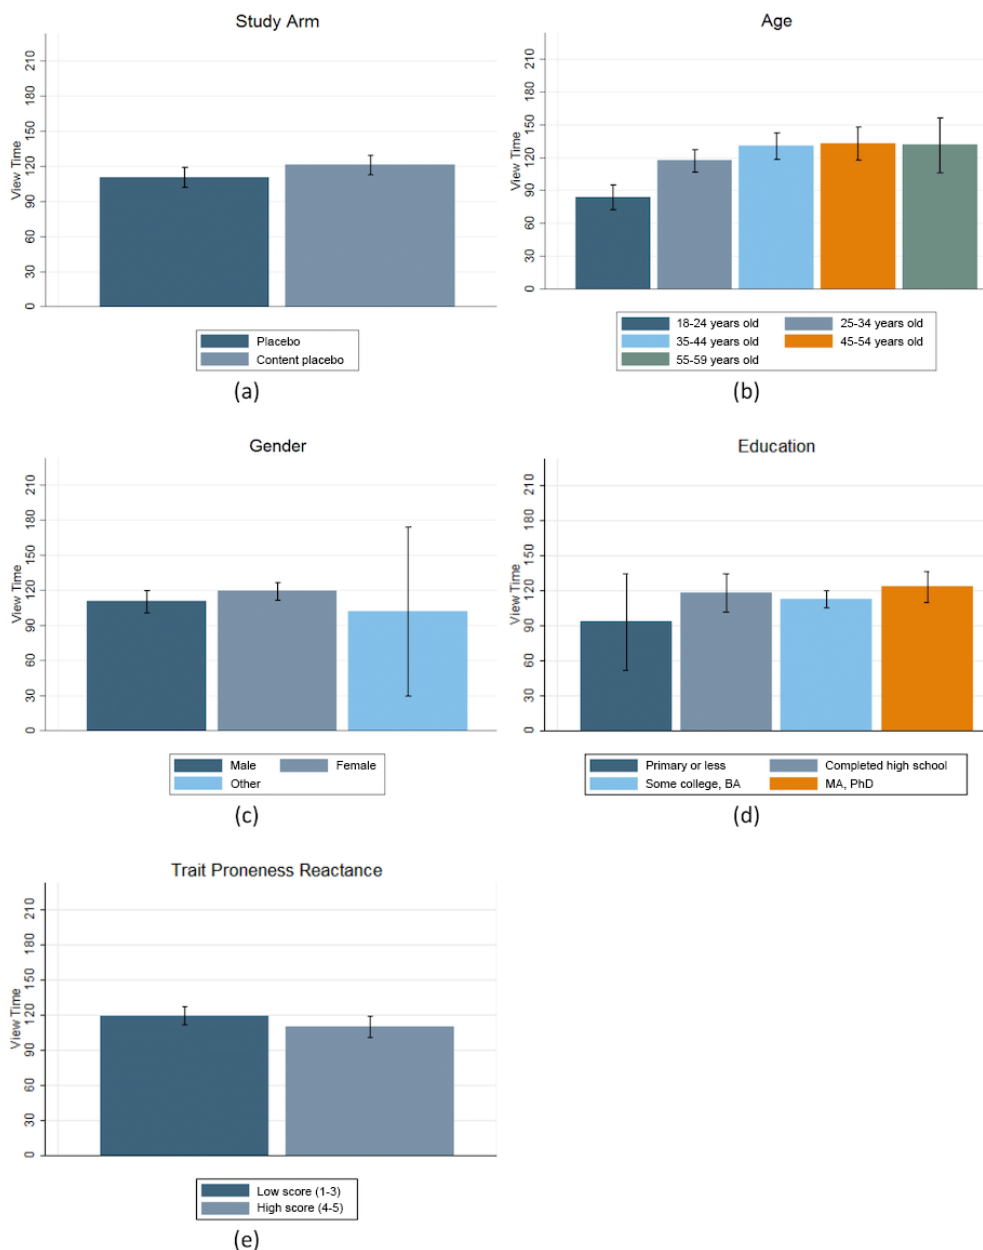 Study Arm
View Time
0 30 60 90 120 150 180 210
Placebo
Content placebo
(a)
Age
View Time
0 30 60 90 120 150 180 210
18-24 years old 25-34 years old
35-44 years old 45-54 years old
55-59 years old
(b)
Gender
View Time
0 30 60 90 120 150 180 210
Male Female
Other
(c)
Education
View Time
0 30 60 90 120 150 180 210
Primary or less Completed high school
Some college, BA MA, PhD
(d)
Trait Proneness Reactance
View Time
0 30 60 90 120 150 180 210
Low score (1-3)
High score (4-5)
(e)